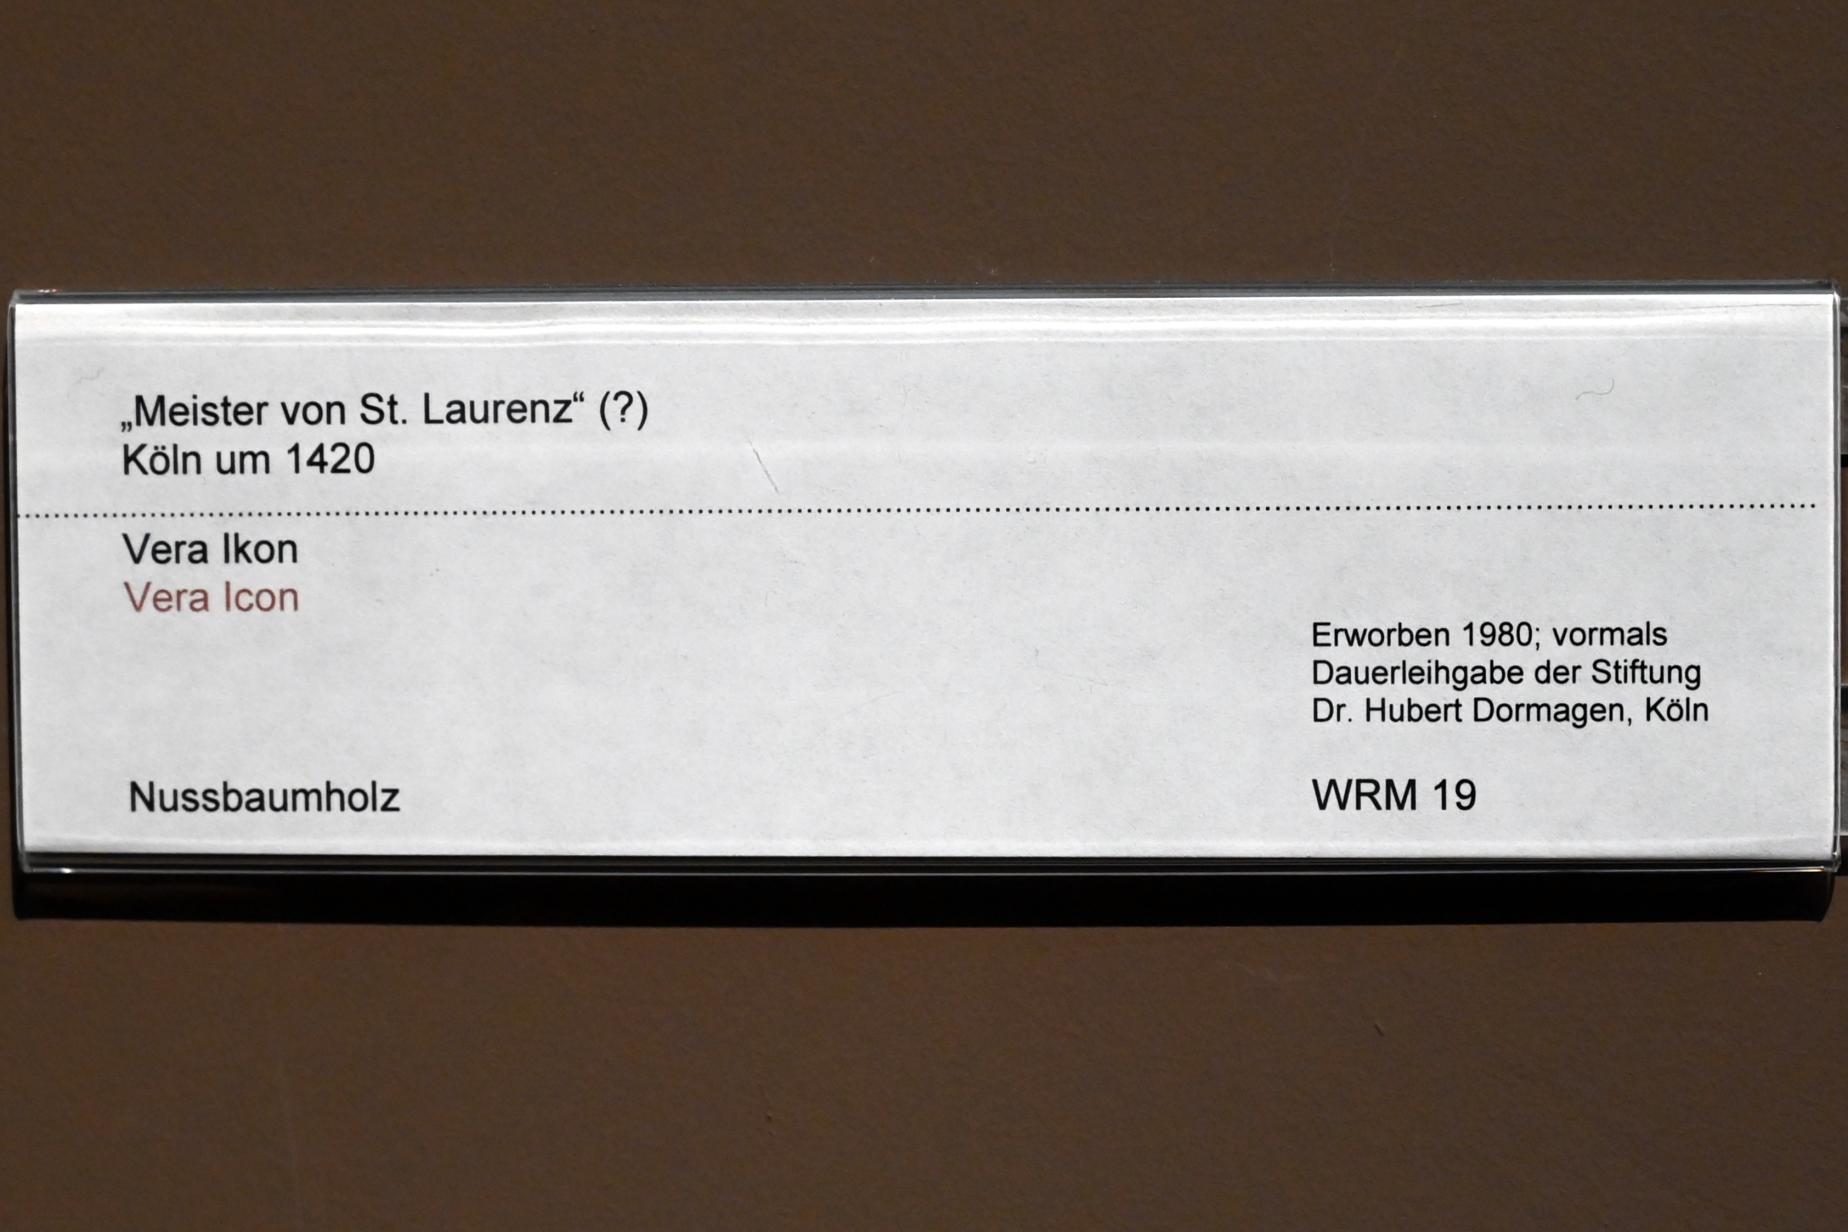 „Meister von St. Laurenz“ (?)
Köln um 1420
Vera Ikon
Vera Icon
Erworben 1980; vormals
Dauerleihgabe der Stiftung
Dr. Hubert Dormagen, Köln
Nussbaumholz
WRM 19